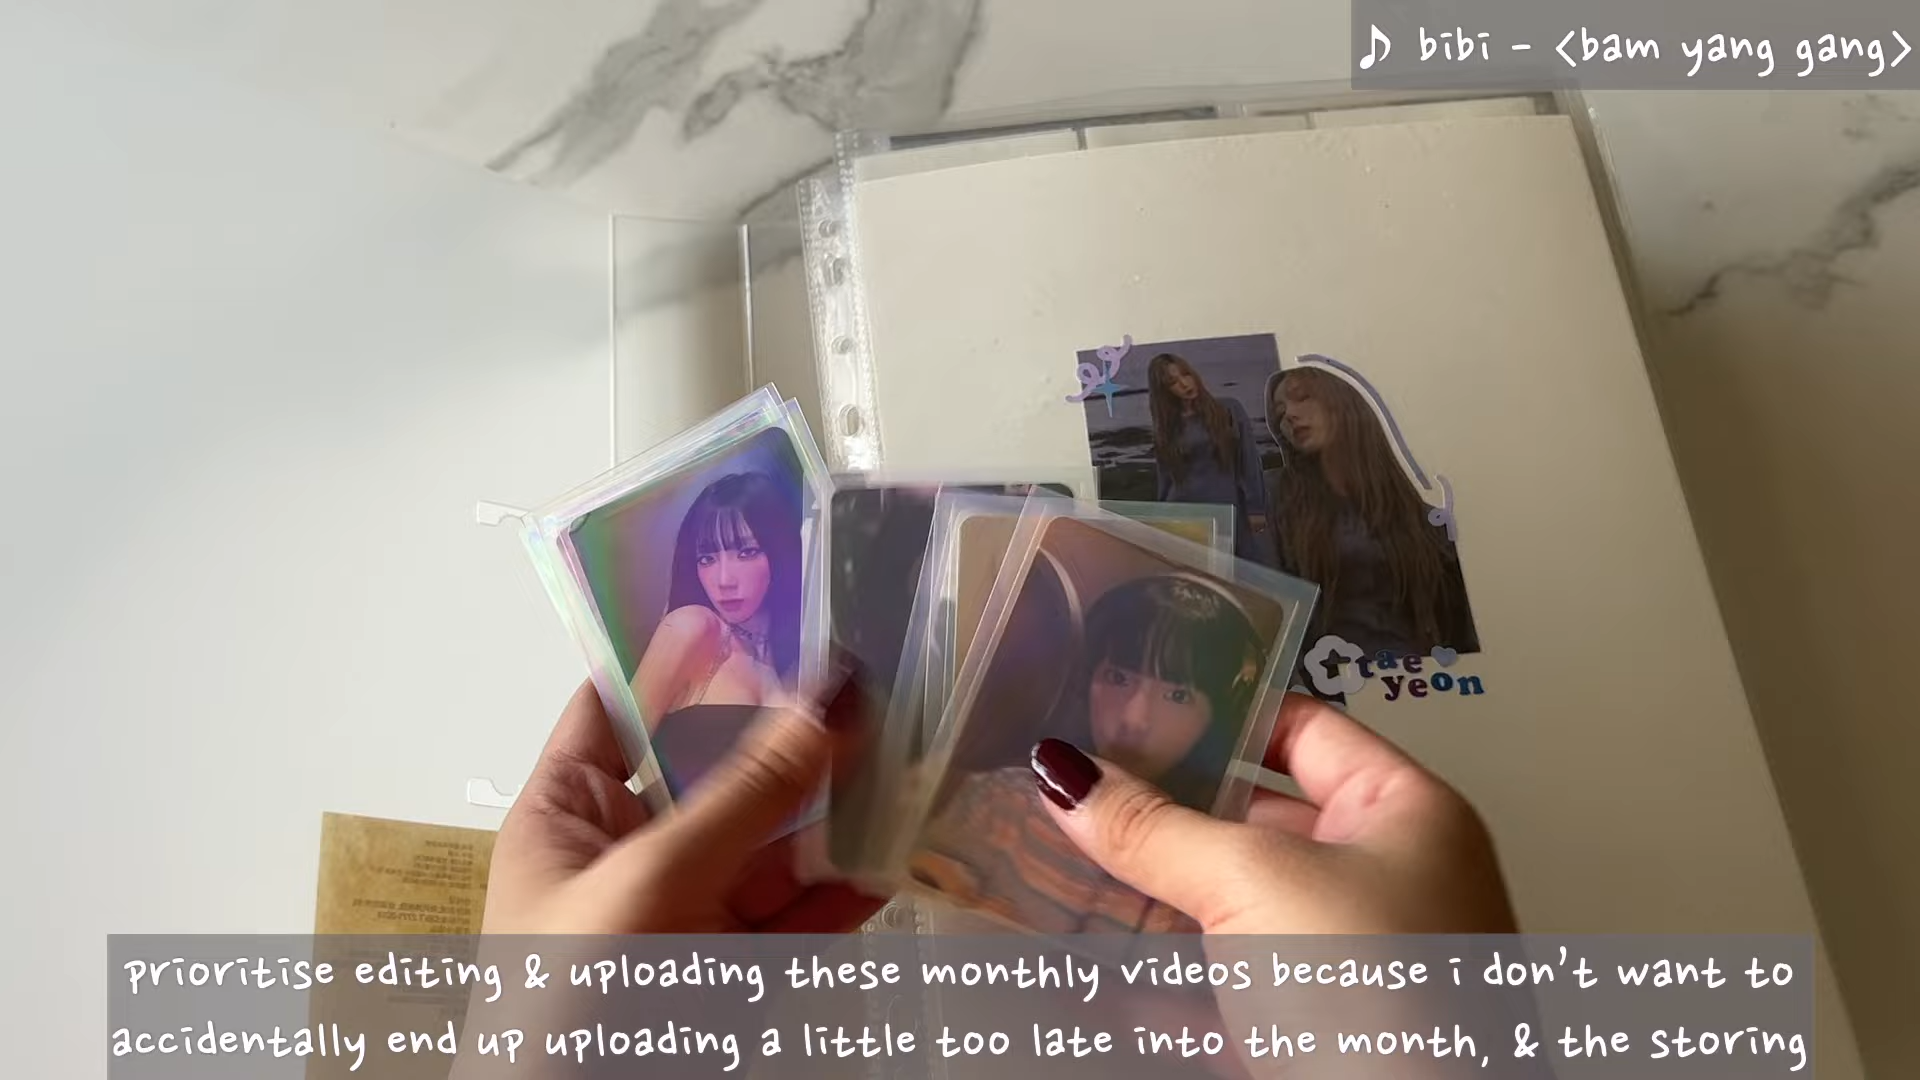 ♪ bibi - <bam yang gang>
tae
yeon
prioritise editing & uploading these monthly videos because i don't want to
accidentally end up uploading a little too late into the month, & the storing